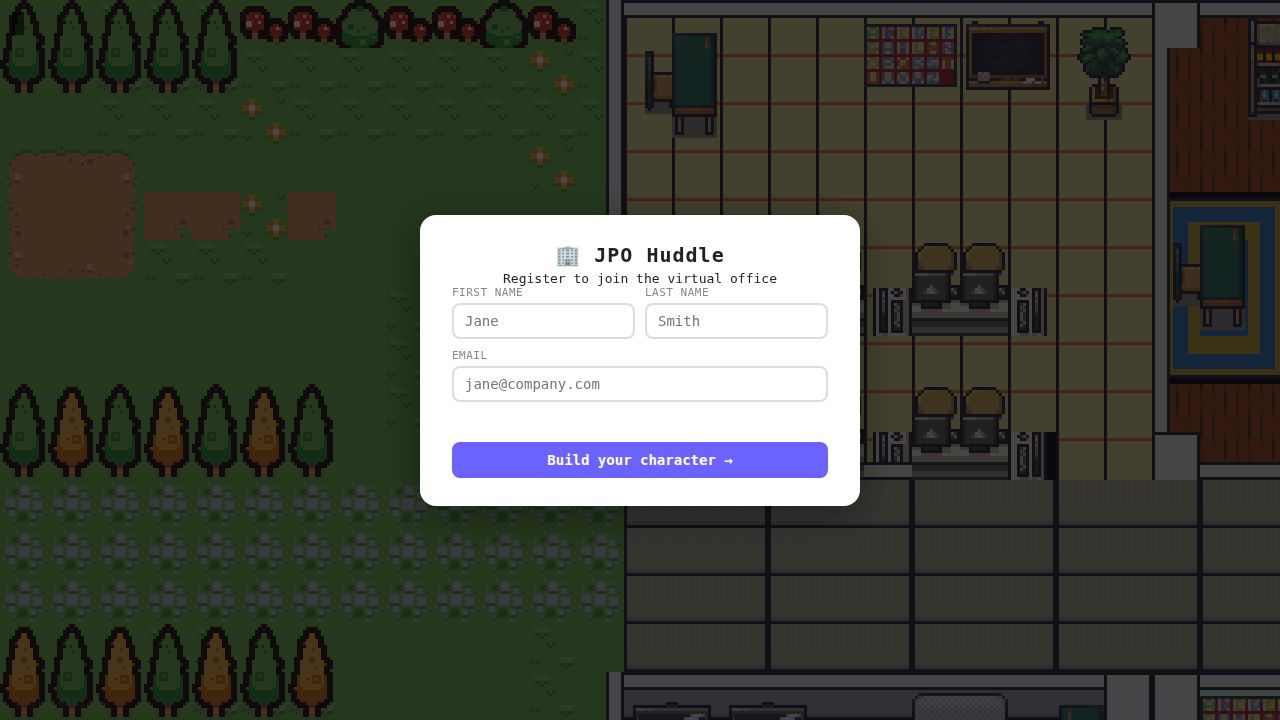 🏢 JPO Huddle
Register to join the virtual office
FIRST NAME LAST NAME
Jane Smith
EMAIL
jane@company.com
Build your character →